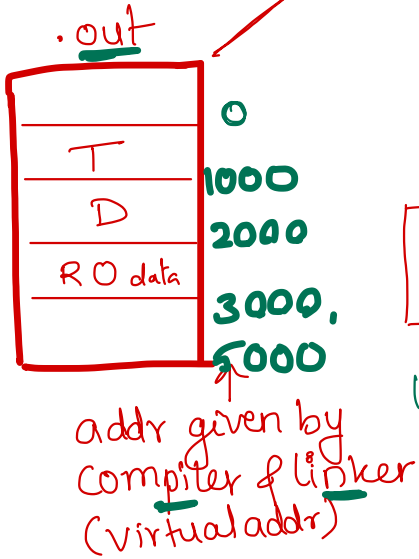 .out
0
T
1000
D
2000
RO data
3000,
5000
addr given by
compiler & linker
(virtual addr)